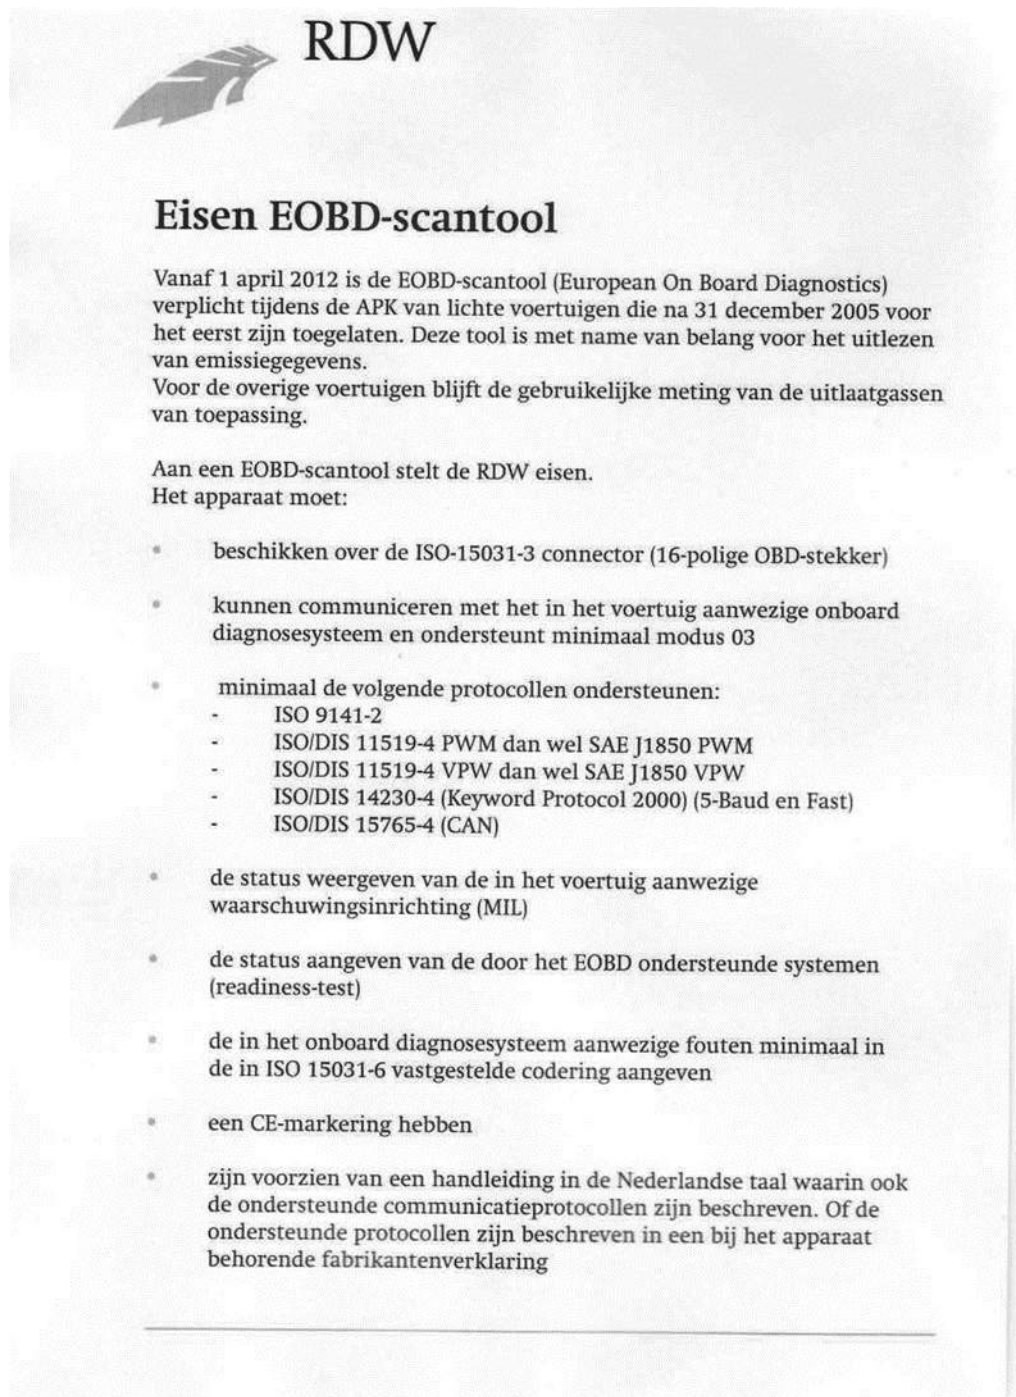 RDW
Eisen EOBD-scantool
Vanaf 1 april 2012 is de EOBD-scantool (European On Board Diagnostics)
verplicht tijdens de APK van lichte voertuigen die na 31 december 2005 voor
het eerst zijn toegelaten. Deze tool is met name van belang voor het uitlezen
van emissiegegevens.
Voor de overige voertuigen blijft de gebruikelijke meting van de uitlaatgassen
van toepassing.
Aan een EOBD-scantool stelt de RDW eisen.
Het apparaat moet:
• beschikken over de ISO-15031-3 connector (16-polige OBD-stekker)
• kunnen communiceren met het in het voertuig aanwezige onboard
diagnosesysteem en ondersteunt minimaal modus 03
• minimaal de volgende protocollen ondersteunen:
- ISO 9141-2
- ISO/DIS 11519-4 PWM dan wel SAE J1850 PWM
- ISO/DIS 11519-4 VPW dan wel SAE J1850 VPW
- ISO/DIS 14230-4 (Keyword Protocol 2000) (5-Baud en Fast)
- ISO/DIS 15765-4 (CAN)
• de status weergeven van de in het voertuig aanwezige
waarschuwingsinrichting (MIL)
• de status aangeven van de door het EOBD ondersteunde systemen
(readiness-test)
• de in het onboard diagnosesysteem aanwezige fouten minimaal in
de in ISO 15031-6 vastgestelde codering aangeven
• een CE-markering hebben
• zijn voorzien van een handleiding in de Nederlandse taal waarin ook
de ondersteunde communicatieprotocollen zijn beschreven. Of de
ondersteunde protocollen zijn beschreven in een bij het apparaat
behorende fabrikantenverklaring